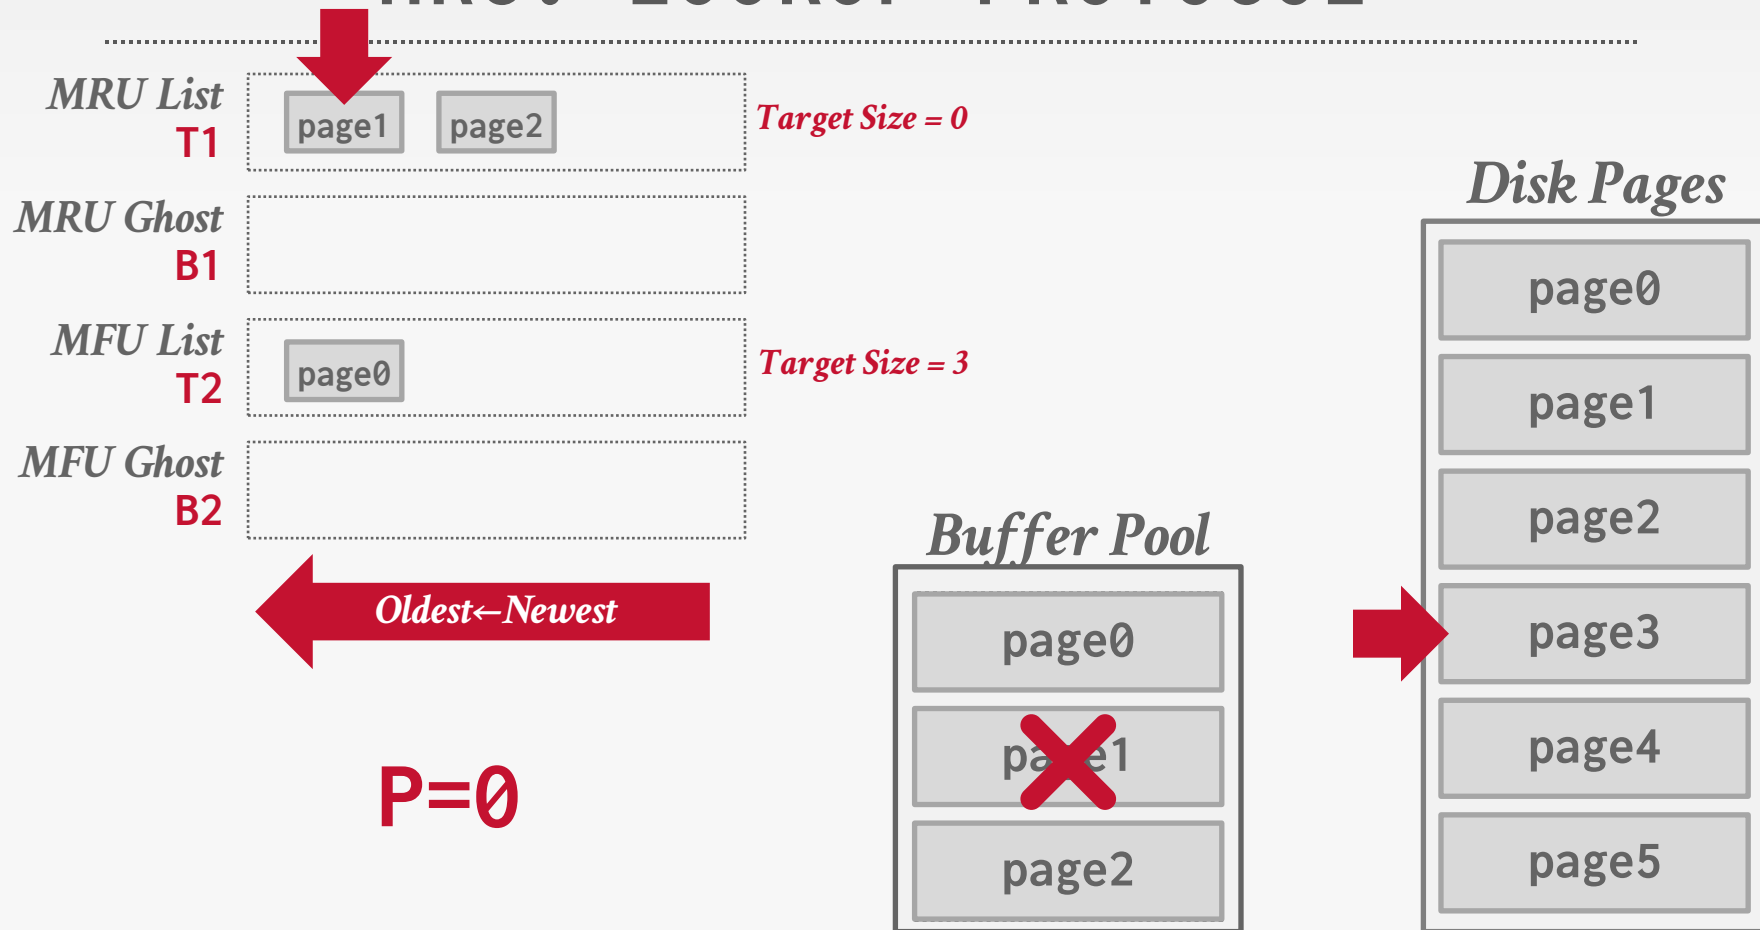 MRU List
T1
page1
page2
Target Size = 0
MRU Ghost
B1
MFU List
T2
page0
Target Size = 3
MFU Ghost
B2
Oldest←Newest
P=0
Buffer Pool
page0
page1
page2
Disk Pages
page0
page1
page2
page3
page4
page5